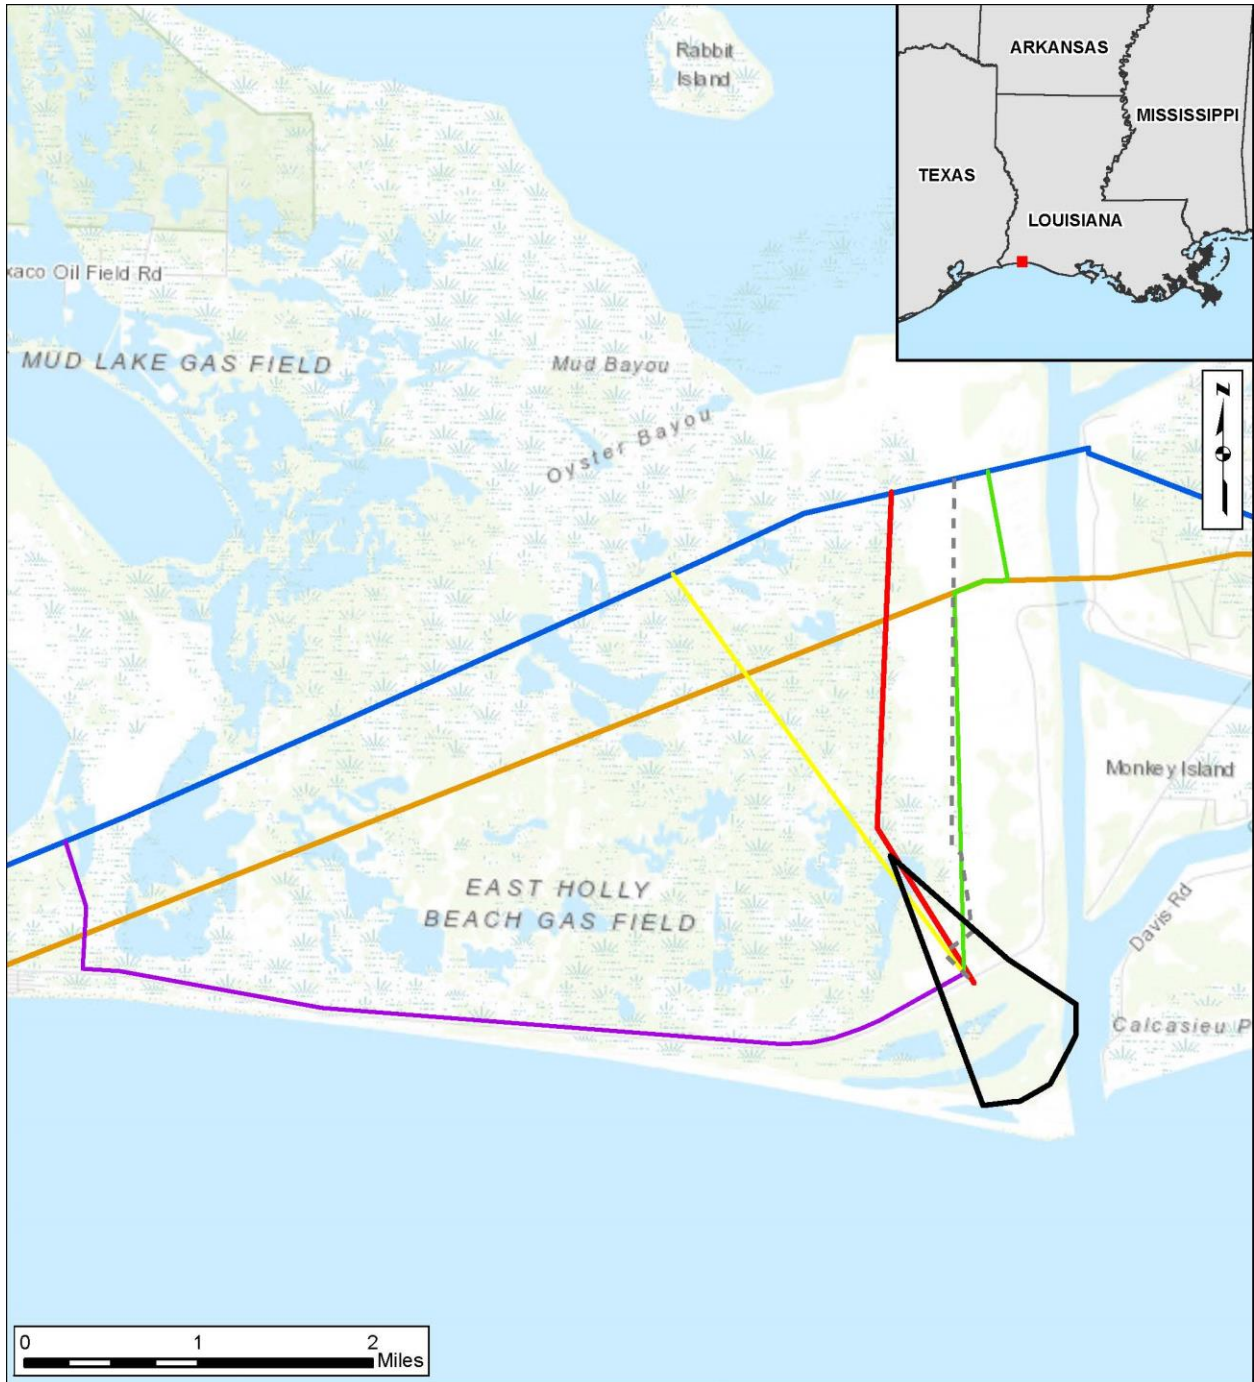 Rabbit
Island
ARKANSAS
MISSISSIPPI
TEXAS
LOUISIANA
xaco Oil Field Rd
MUD LAKE GAS FIELD
Mud Bayou
Oyster Bayou
N
Monkey Island
EAST HOLLY
BEACH GAS FIELD
Davis Rd
Calcasieu P
0 1 2
Miles